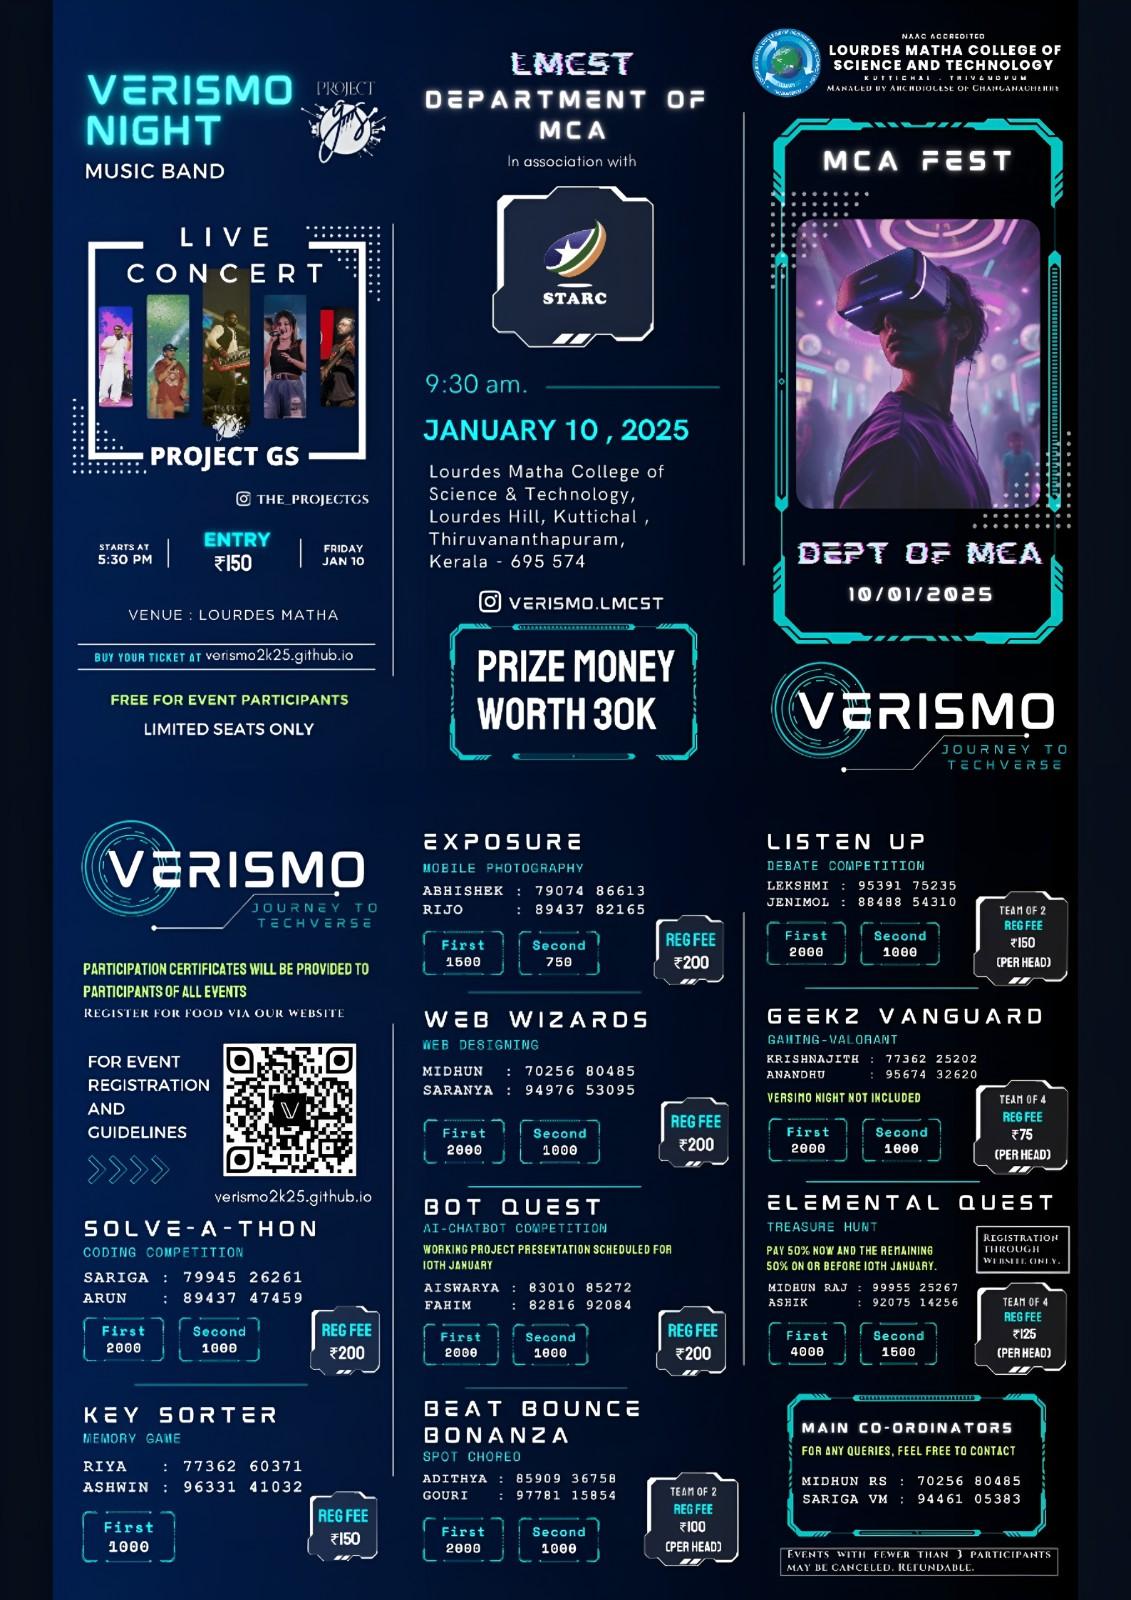 VERISMO
NIGHT
MUSIC BAND
PROJECT
GS
LIVE
CONCERT
PROJECT GS
THE_PROJECTGS
STARTS AT
5:30 PM
ENTRY
₹150
FRIDAY
JAN 10
VENUE : LOURDES MATHA
BUY YOUR TICKET AT verismo2k25.github.io
FREE FOR EVENT PARTICIPANTS
LIMITED SEATS ONLY
LMCST
DEPARTMENT OF
MCA
In association with
STARC
9:30 am.
JANUARY 10 , 2025
Lourdes Matha College of
Science & Technology,
Lourdes Hill, Kuttichal ,
Thiruvananthapuram,
Kerala - 695 574
VERISMO.LMCST
PRIZE MONEY
WORTH 30K
NAAC ACCREDITED
LOURDES MATHA COLLEGE OF
SCIENCE AND TECHNOLOGY
KUTTICHAL . TRIVANDRUM
MANAGED BY ARCHDIOCESE OF CHANGANACHERRY
MCA FEST
DEPT OF MCA
10/01/2025
VERISMO
JOURNEY TO
TECHVERSE
VERISMO
JOURNEY TO
TECHVERSE
PARTICIPATION CERTIFICATES WILL BE PROVIDED TO
PARTICIPANTS OF ALL EVENTS
REGISTER FOR FOOD VIA OUR WEBSITE
FOR EVENT
REGISTRATION
AND
GUIDELINES
verismo2k25.github.io
SOLVE-A-THON
CODING COMPETITION
SARIGA : 79945 26261
ARUN : 89437 47459
First
2000
Second
1000
REG FEE
₹200
KEY SORTER
MEMORY GAME
RIYA : 77362 60371
ASHWIN : 96331 41032
First
1000
REG FEE
₹150
EXPOSURE
MOBILE PHOTOGRAPHY
ABHISHEK : 79074 86613
RIJO : 89437 82165
First
1500
Second
750
REG FEE
₹200
WEB WIZARDS
WEB DESIGNING
MIDHUN : 70256 80485
SARANYA : 94976 53095
First
2000
Second
1000
REG FEE
₹200
BOT QUEST
AI-CHATBOT COMPETITION
WORKING PROJECT PRESENTATION SCHEDULED FOR
10TH JANUARY
AISWARYA : 83010 85272
FAHIM : 82816 92084
First
2000
Second
1000
REG FEE
₹200
BEAT BOUNCE
BONANZA
SPOT CHOREO
ADITHYA : 85909 36758
GOURI : 97781 15854
First
2000
Second
1000
TEAM OF 2
REG FEE
₹100
(PER HEAD)
LISTEN UP
DEBATE COMPETITION
LEKSHMI : 95391 75235
JENIMOL : 88488 54310
First
2000
Second
1000
TEAM OF 2
REG FEE
₹150
(PER HEAD)
GEEKZ VANGUARD
GAMING-VALORANT
KRISHNAJITH : 77362 25202
ANANDHU : 95674 32620
VERSIMO NIGHT NOT INCLUDED
First
2000
Second
1000
TEAM OF 4
REG FEE
₹75
(PER HEAD)
ELEMENTAL QUEST
TREASURE HUNT
PAY 50% NOW AND THE REMAINING
50% ON OR BEFORE 10TH JANUARY.
REGISTRATION
THROUGH
WEBSITE ONLY.
MIDHUN RAJ : 99955 25267
ASHIK : 92075 14256
First
4000
Second
1500
TEAM OF 4
REG FEE
₹125
(PER HEAD)
MAIN CO-ORDINATORS
FOR ANY QUERIES, FEEL FREE TO CONTACT
MIDHUN RS : 70256 80485
SARIGA VM : 94461 05383
EVENTS WITH FEWER THAN 3 PARTICIPANTS
MAY BE CANCELED. REFUNDABLE.